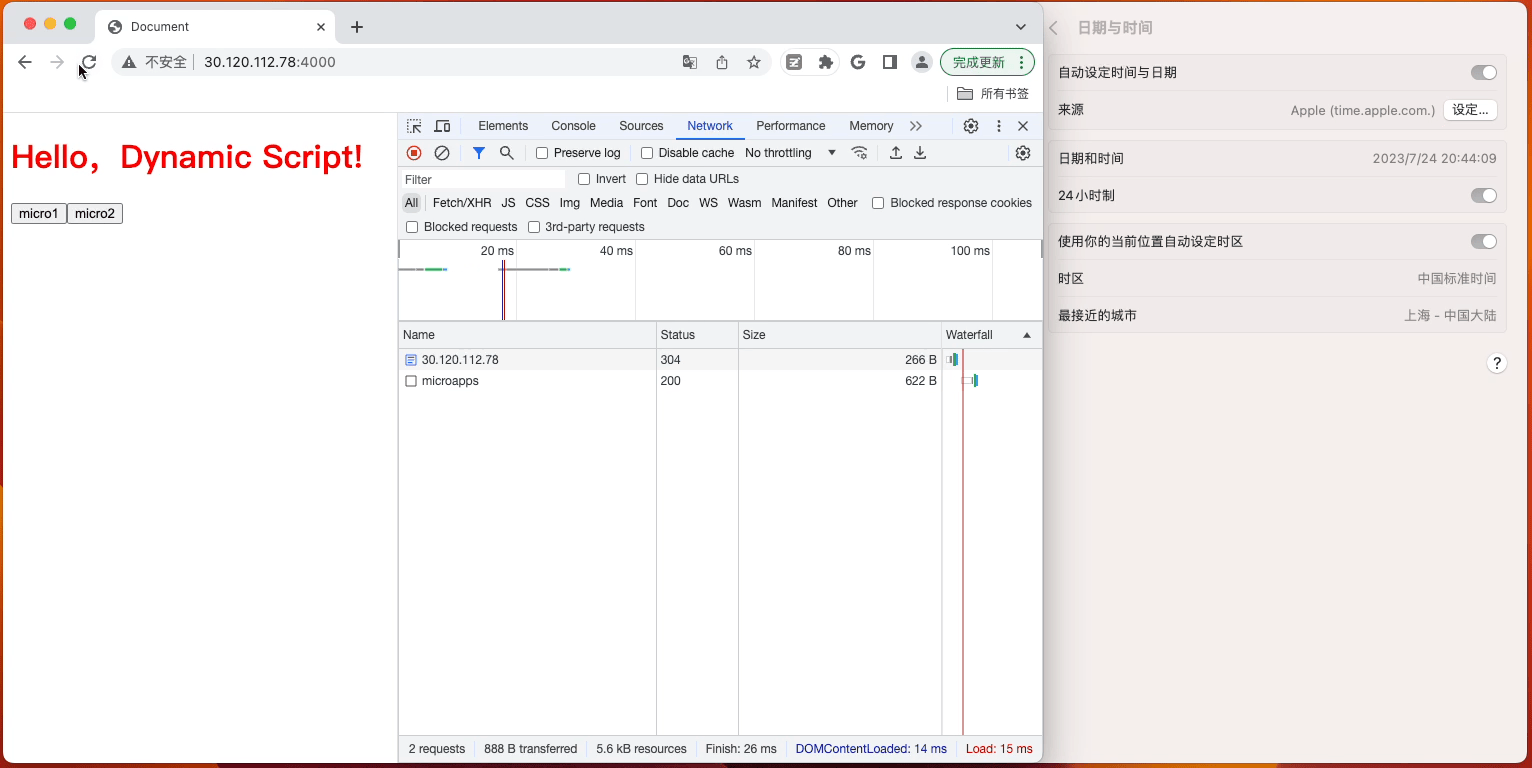 Document
不安全 30.120.112.78:4000
完成更新
所有书签
Hello，Dynamic Script!
micro1 micro2
Elements Console Sources Network Performance Memory
Preserve log Disable cache No throttling
Filter Invert Hide data URLs
All Fetch/XHR JS CSS Img Media Font Doc WS Wasm Manifest Other Blocked response cookies
Blocked requests 3rd-party requests
20 ms 40 ms 60 ms 80 ms 100 ms
Name Status Size Waterfall
30.120.112.78 304 266 B
microapps 200 622 B
2 requests 888 B transferred 5.6 kB resources Finish: 26 ms DOMContentLoaded: 14 ms Load: 15 ms
日期与时间
自动设定时间与日期
来源 Apple (time.apple.com.) 设定...
日期和时间 2023/7/24 20:44:09
24小时制
使用你的当前位置自动设定时区
时区 中国标准时间
最接近的城市 上海 - 中国大陆
?